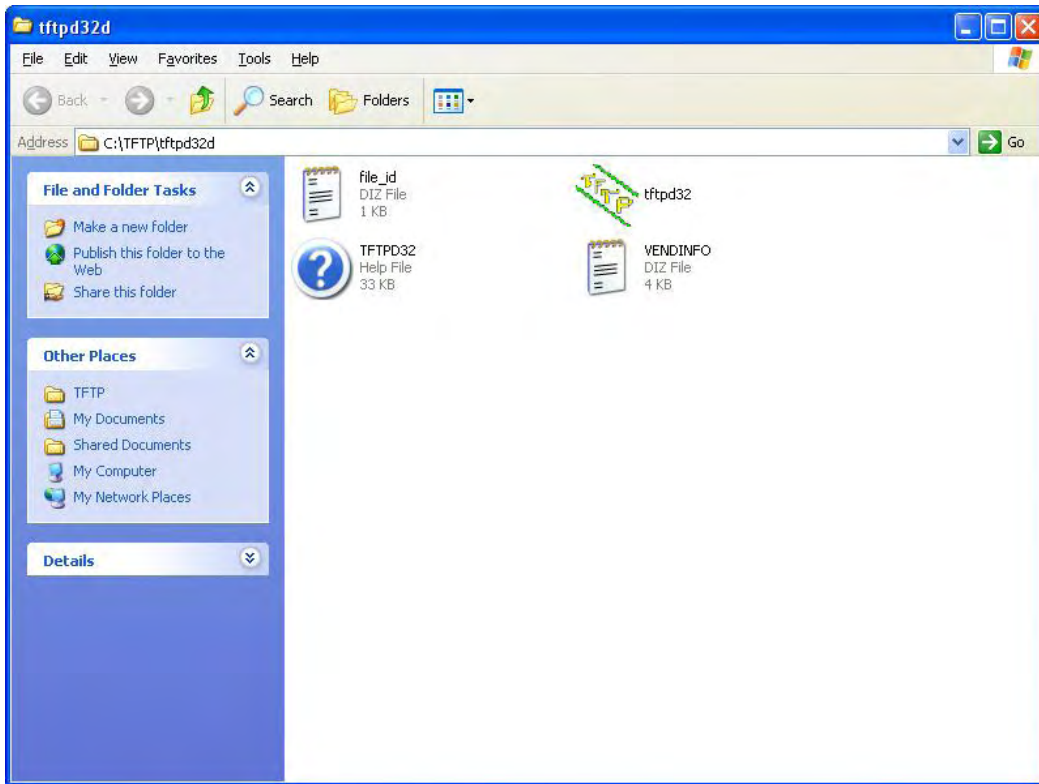 tftpd32d
File Edit View Favorites Tools Help
Back Search Folders
Address C:\TFTP\tftpd32d Go
File and Folder Tasks
Make a new folder
Publish this folder to the
Web
Share this folder
Other Places
TFTP
My Documents
Shared Documents
My Computer
My Network Places
Details
file_id
DIZ File
1 KB
TFTP
tftpd32
TFTPD32
Help File
33 KB
VENDINFO
DIZ File
4 KB